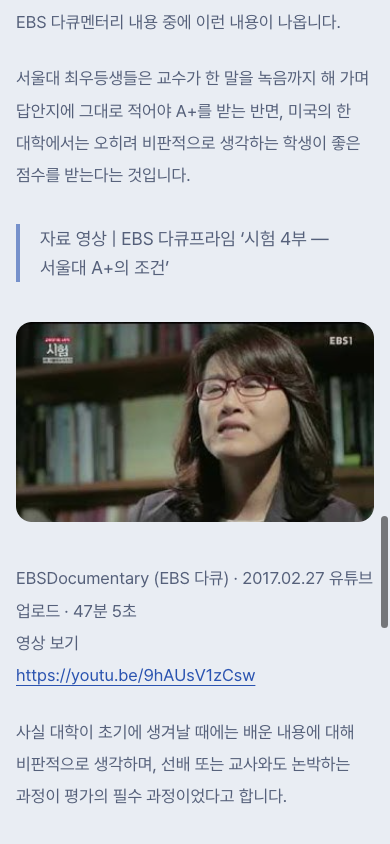 EBS 다큐멘터리 내용 중에 이런 내용이 나옵니다.
서울대 최우등생들은 교수가 한 말을 녹음까지 해 가며
답안지에 그대로 적어야 A+를 받는 반면, 미국의 한
대학에서는 오히려 비판적으로 생각하는 학생이 좋은
점수를 받는다는 것입니다.
자료 영상 | EBS 다큐프라임 ‘시험 4부 —
서울대 A+의 조건’
시험
EBS1
EBSDocumentary (EBS 다큐) · 2017.02.27 유튜브
업로드 · 47분 5초
영상 보기
https://youtu.be/9hAUsV1zCsw
사실 대학이 초기에 생겨날 때에는 배운 내용에 대해
비판적으로 생각하며, 선배 또는 교사와도 논박하는
과정이 평가의 필수 과정이었다고 합니다.